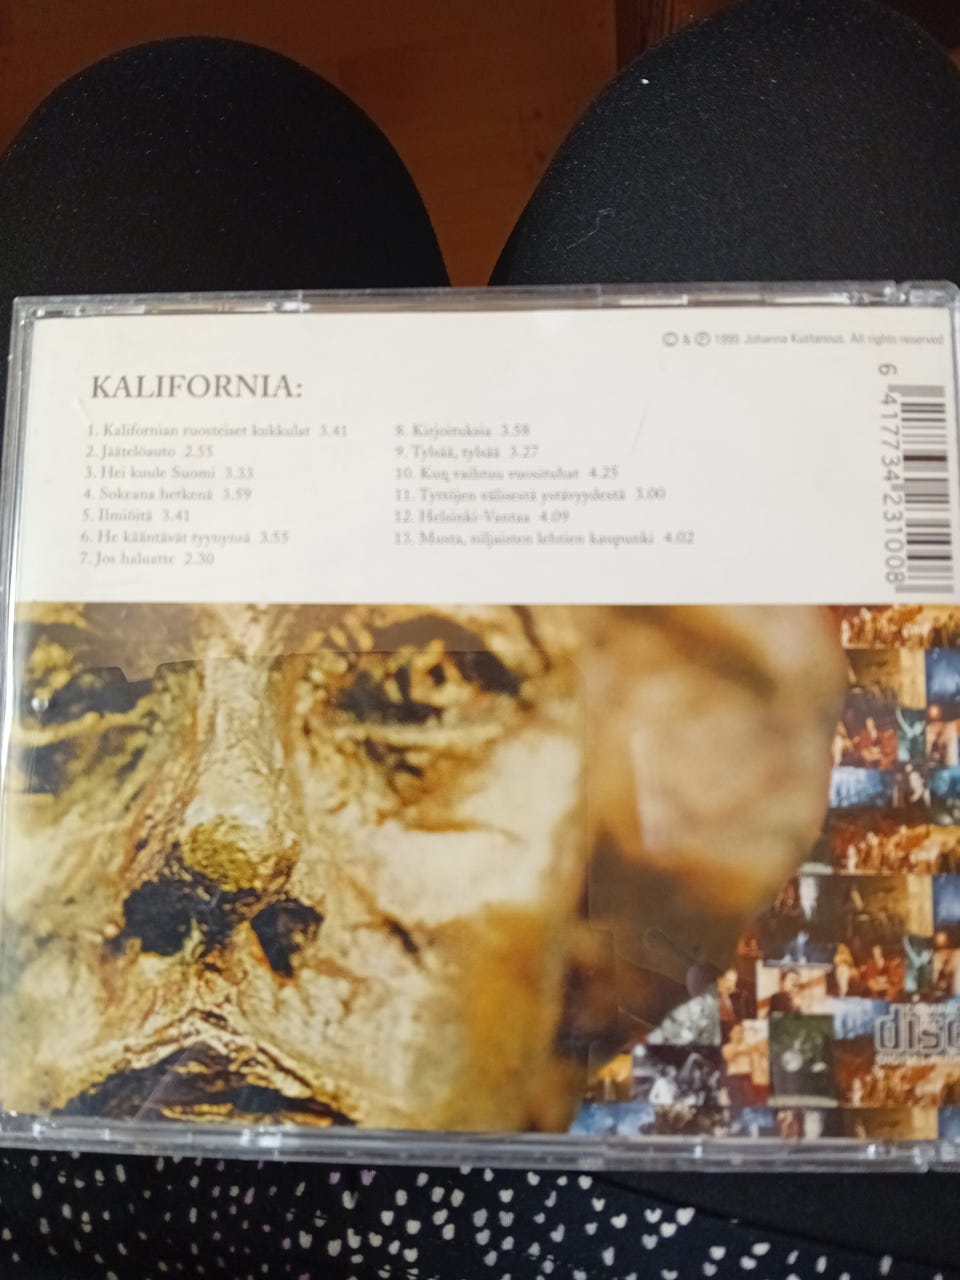 © & ℗ 1999 Johanna Kustannus. All rights reserved
KALIFORNIA:
1. Kalifornian ruosteiset kukkulat 3.41
2. Jäätelöauto 2.55
3. Hei kuule Suomi 3.33
4. Sokeana hetkenä 3.59
5. Ilmiöitä 3.41
6. He kääntävät tyynynsä 3.55
7. Jos haluatte 2.30
8. Kirjoituksia 3.58
9. Tylsää, tylsää 3.27
10. Kun vaihtuu vuosituhat 4.25
11. Tyttöjen välisestä ystävyydestä 3.00
12. Helsinki-Vantaa 4.09
13. Musta, hiljaisten lehtien kaupunki 4.02
6 417734 231008
disc